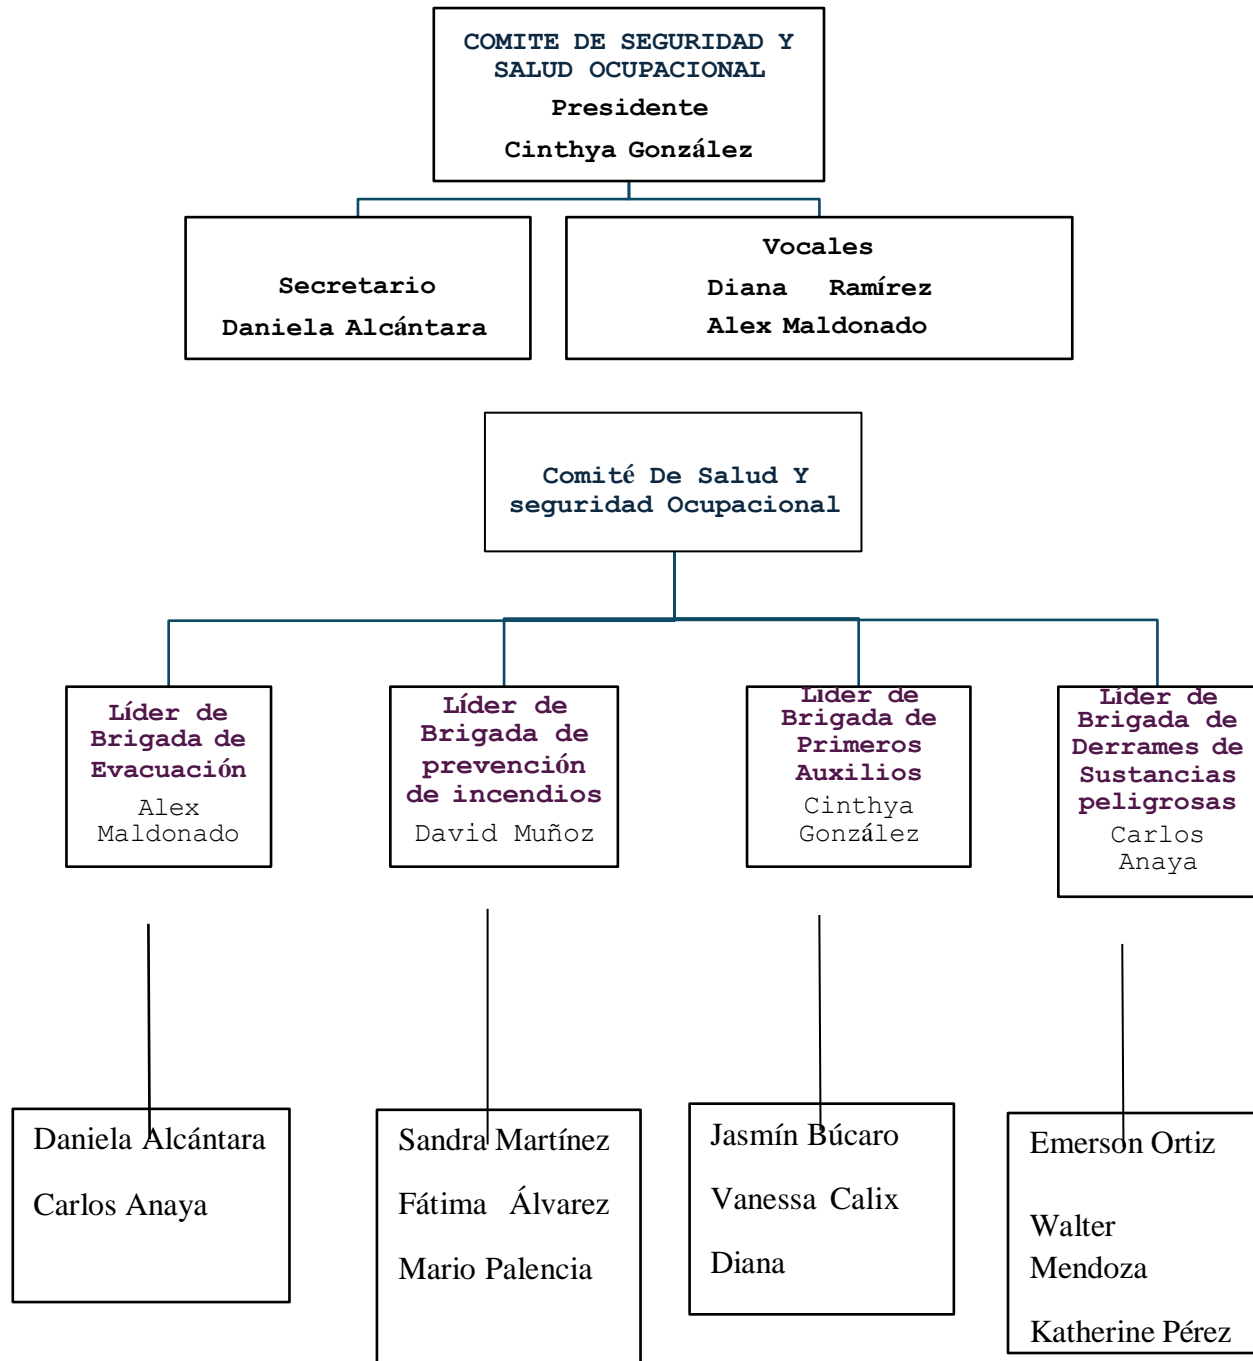 COMITE DE SEGURIDAD Y
SALUD OCUPACIONAL
Presidente
Cinthya González
Secretario
Daniela Alcántara
Vocales
Diana Ramírez
Alex Maldonado
Comité De Salud Y
seguridad Ocupacional
Líder de
Brigada de
Evacuación
Alex
Maldonado
Líder de
Brigada de
prevención
de incendios
David Muñoz
Líder de
Brigada de
Primeros
Auxilios
Cinthya
González
Líder de
Brigada de
Derrames de
Sustancias
peligrosas
Carlos
Anaya
Daniela Alcántara
Carlos Anaya
Sandra Martínez
Fátima Álvarez
Mario Palencia
Jasmín Búcaro
Vanessa Calix
Diana
Emerson Ortiz
Walter
Mendoza
Katherine Pérez